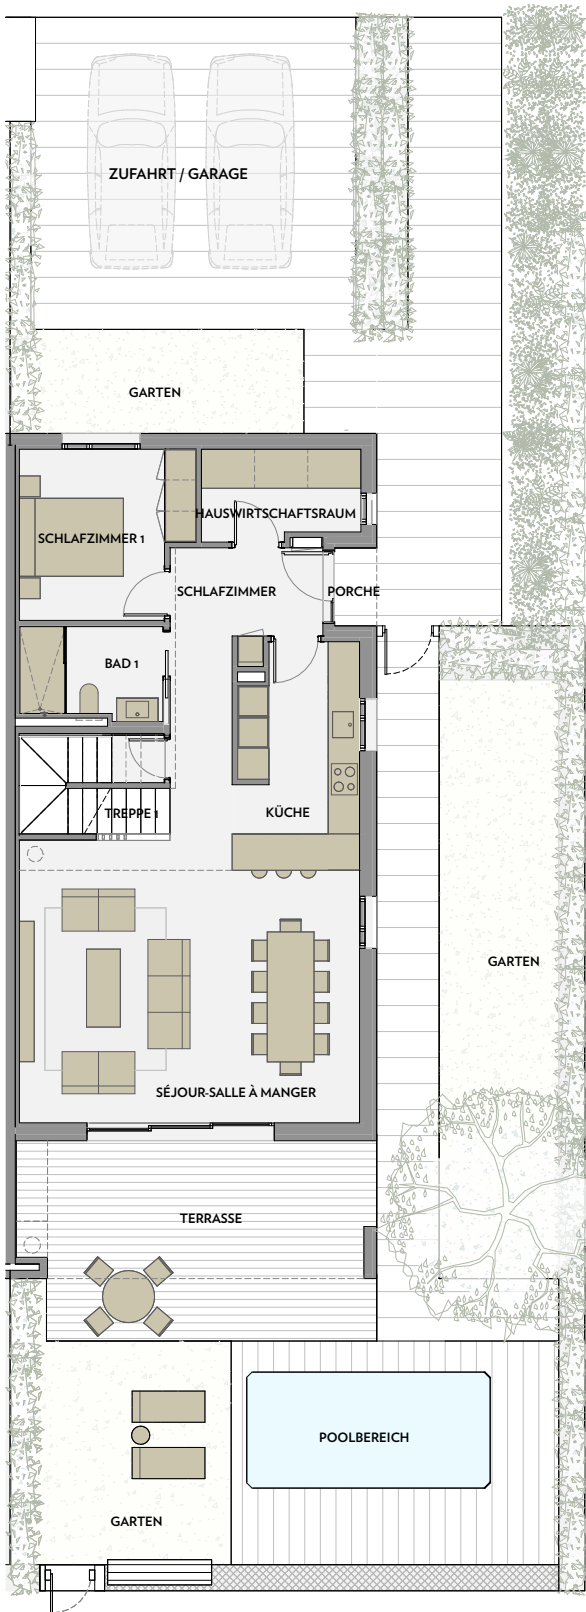 ZUFAHRT / GARAGE
GARTEN
HAUSWIRTSCHAFTSRAUM
SCHLAFZIMMER 1
SCHLAFZIMMER
PORCHE
BAD 1
TREPPE 1
KÜCHE
GARTEN
SÉJOUR-SALLE À MANGER
TERRASSE
POOLBEREICH
GARTEN